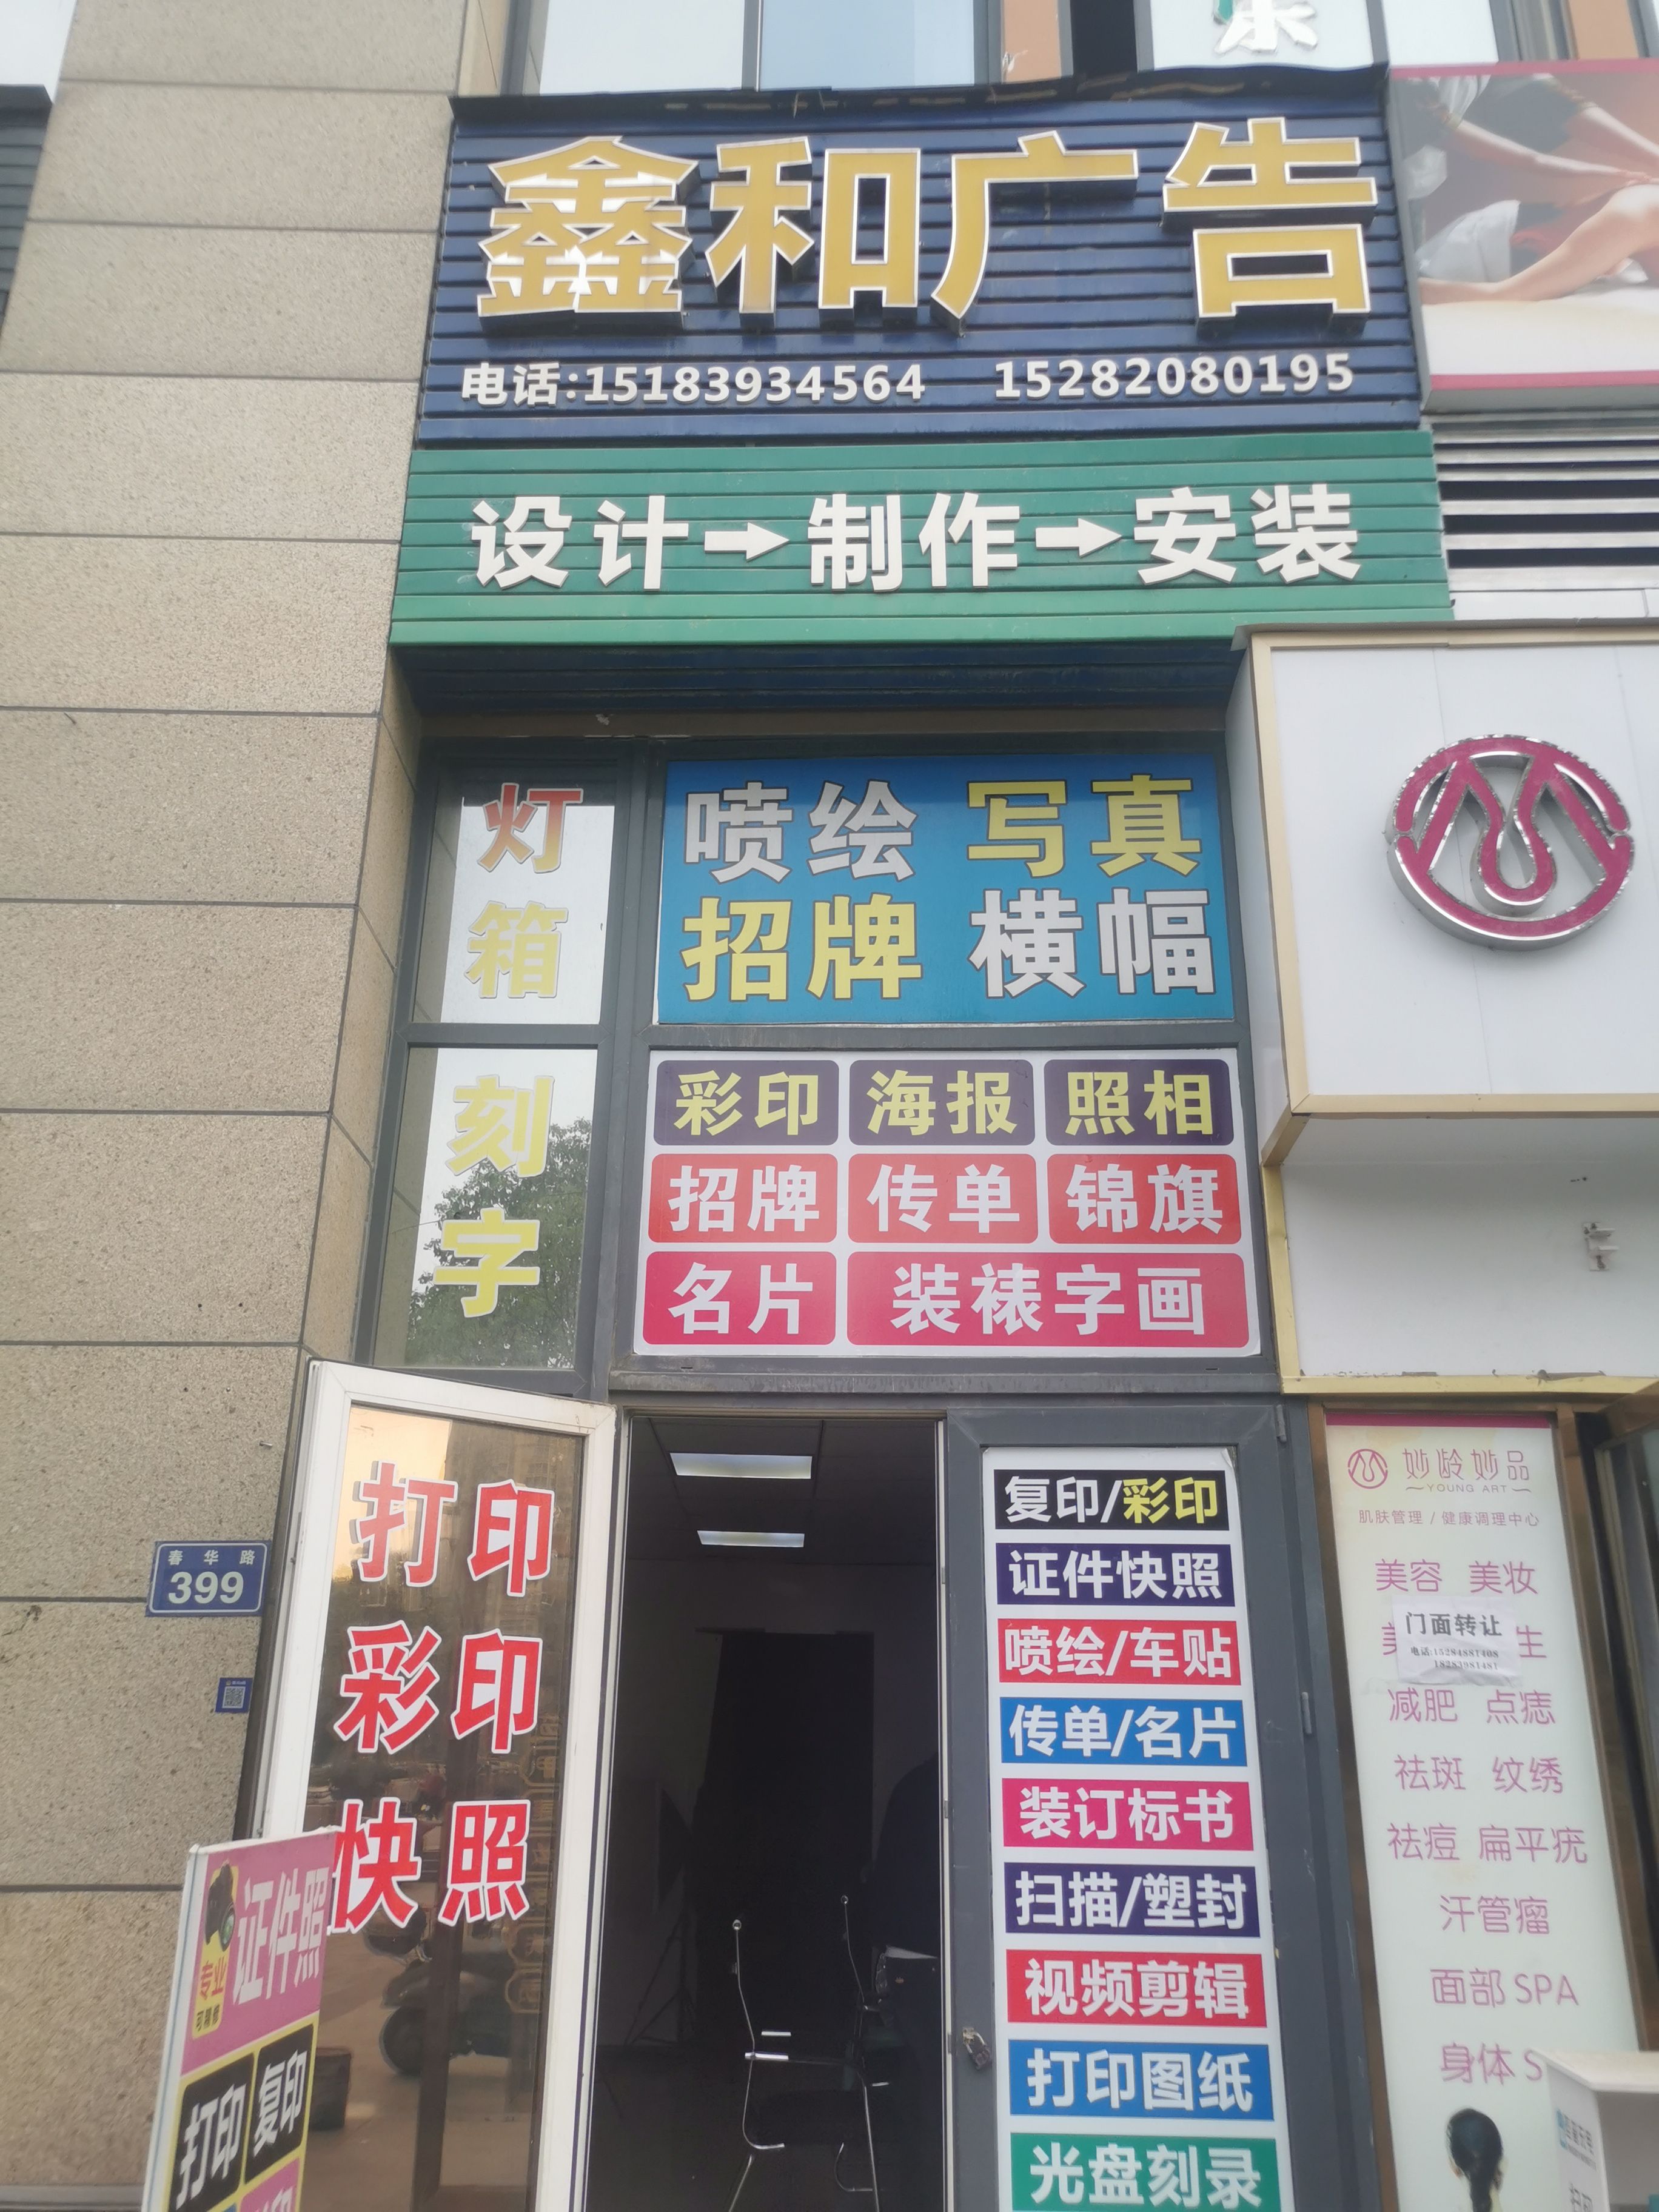 鑫和广告
电话:15183934564 15282080195
设计→制作→安装
灯箱
刻字
喷绘 写真
招牌 横幅
彩印 海报 照相
招牌 传单 锦旗
名片 装裱字画
打印
彩印
快照
复印/彩印
证件快照
喷绘/车贴
传单/名片
装订标书
扫描/塑封
视频剪辑
打印图纸
光盘刻录
春华路
399
专业
证件照
打印 复印
妙龄妙品
YOUNG ART
肌肤管理 / 健康调理中心
美容 美妆
门面转让
电话:15284881408
18283981481
生
减肥 点痣
祛斑 纹绣
祛痘 扁平疣
汗管瘤
面部 SPA
身体 S